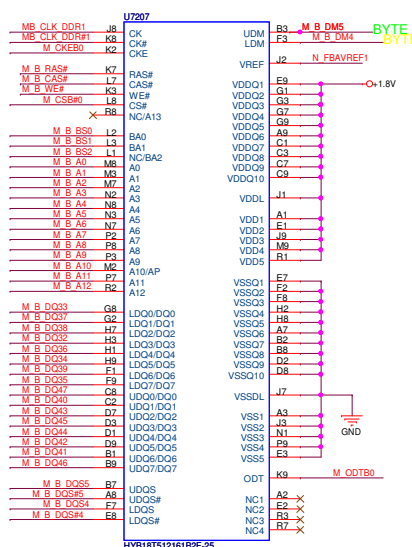 U7207
MB_CLK_DDR1 J8 CK UDM B3 M_B_DM5 BYTE
MB_CLK_DDR#1 K8 CK# LDM F3 M_B_DM4 BYTE
M_CKEB0 K2 CKE
VREF J2 N_FBAVREF1
M_B_RAS# K7 RAS#
M_B_CAS# L7 CAS# VDDQ1 E9 +1.8V
M_B_WE# K3 WE# VDDQ2 G1
M_CSB#0 L8 CS# VDDQ3 G3
R8 NC/A13 VDDQ4 G7
VDDQ5 G9
M_B_BS0 L2 BA0 VDDQ6 A9
M_B_BS1 L3 BA1 VDDQ7 C1
M_B_BS2 L1 NC/BA2 VDDQ8 C3
M_B_A0 M8 A0 VDDQ9 C7
M_B_A1 M3 A1 VDDQ10 C9
M_B_A2 M7 A2
M_B_A3 N2 A3 VDDL J1
M_B_A4 N8 A4
M_B_A5 N3 A5 VDD1 A1
M_B_A6 N7 A6 VDD2 E1
M_B_A7 P2 A7 VDD3 J9
M_B_A8 P8 A8 VDD4 M9
M_B_A9 P3 A9 VDD5 R1
M_B_A10 M2 A10/AP
M_B_A11 P7 A11 VSSQ1 E7
M_B_A12 R2 A12 VSSQ2 F2
VSSQ3 F8
M_B_DQ33 G8 LDQ0/DQ0 VSSQ4 H2
M_B_DQ37 G2 LDQ1/DQ1 VSSQ5 H8
M_B_DQ38 H7 LDQ2/DQ2 VSSQ6 A7
M_B_DQ32 H3 LDQ3/DQ3 VSSQ7 B2
M_B_DQ36 H1 LDQ4/DQ4 VSSQ8 B8
M_B_DQ34 H9 LDQ5/DQ5 VSSQ9 D2
M_B_DQ39 F1 LDQ6/DQ6 VSSQ10 D8
M_B_DQ35 F9 LDQ7/DQ7
M_B_DQ47 C8 UDQ0/DQ0 VSSDL J7
M_B_DQ40 C2 UDQ1/DQ1
M_B_DQ43 D7 UDQ2/DQ2 VSS1 A3
M_B_DQ45 D3 UDQ3/DQ3 VSS2 J3 GND
M_B_DQ44 D1 UDQ4/DQ4 VSS3 N1
M_B_DQ42 D9 UDQ5/DQ5 VSS4 P9
M_B_DQ41 B1 UDQ6/DQ6 VSS5 E3
M_B_DQ46 B9 UDQ7/DQ7
ODT K9 M_ODTB0
M_B_DQS5 B7 UDQS
M_B_DQS#5 A8 UDQS# NC1 A2
M_B_DQS4 F7 LDQS NC2 E2
M_B_DQS#4 E8 LDQS# NC3 R3
NC4 R7
HYB18T512161B2F-25